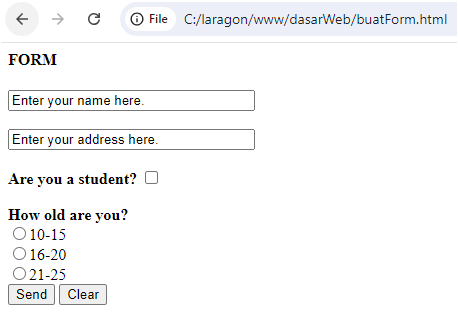 File C:/laragon/www/dasarWeb/buatForm.html
FORM
Enter your name here.
Enter your address here.
Are you a student?
How old are you?
10-15
16-20
21-25
Send Clear